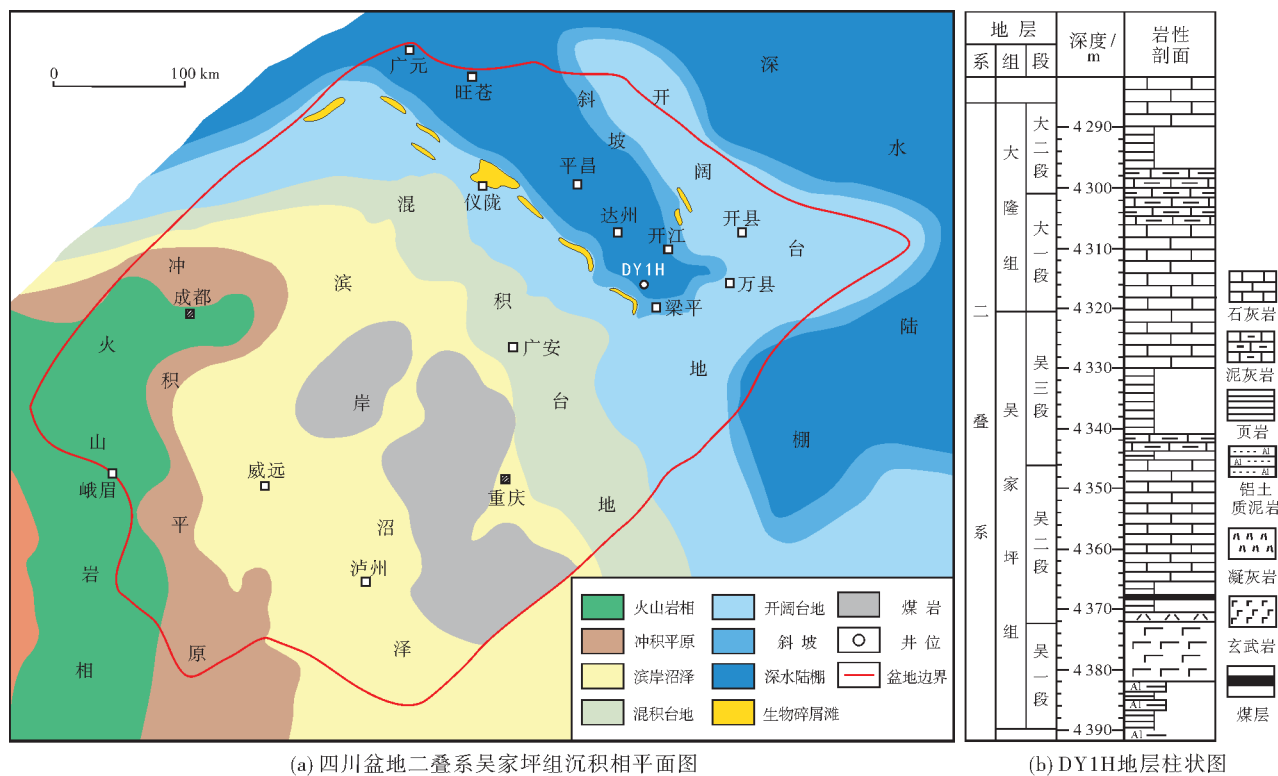 0 100 km
广元
旺苍
深
水
陆
棚
斜
坡
开
阔
台
地
平昌
仪陇
达州
开江
开县
DY1H
万县
梁平
混
积
台
地
广安
冲
积
平
原
成都
滨
岸
沼
泽
火
山
岩
相
峨眉
威远
重庆
泸州
火山岩相
开阔台地
煤岩
冲积平原
斜坡
井位
滨岸沼泽
深水陆棚
盆地边界
混积台地
生物碎屑滩
(a) 四川盆地二叠系吴家坪组沉积相平面图
地层
系 组 段
深度/
m
岩性
剖面
二
叠
系
大
隆
组
吴
家
坪
组
大
二
段
大
一
段
吴
三
段
吴
二
段
吴
一
段
4 290
4 300
4 310
4 320
4 330
4 340
4 350
4 360
4 370
4 380
4 390
Al
Al
Al
石灰岩
泥灰岩
页岩
Al
Al
Al
铝土
质泥岩
凝灰岩
玄武岩
煤层
(b) DY1H地层柱状图